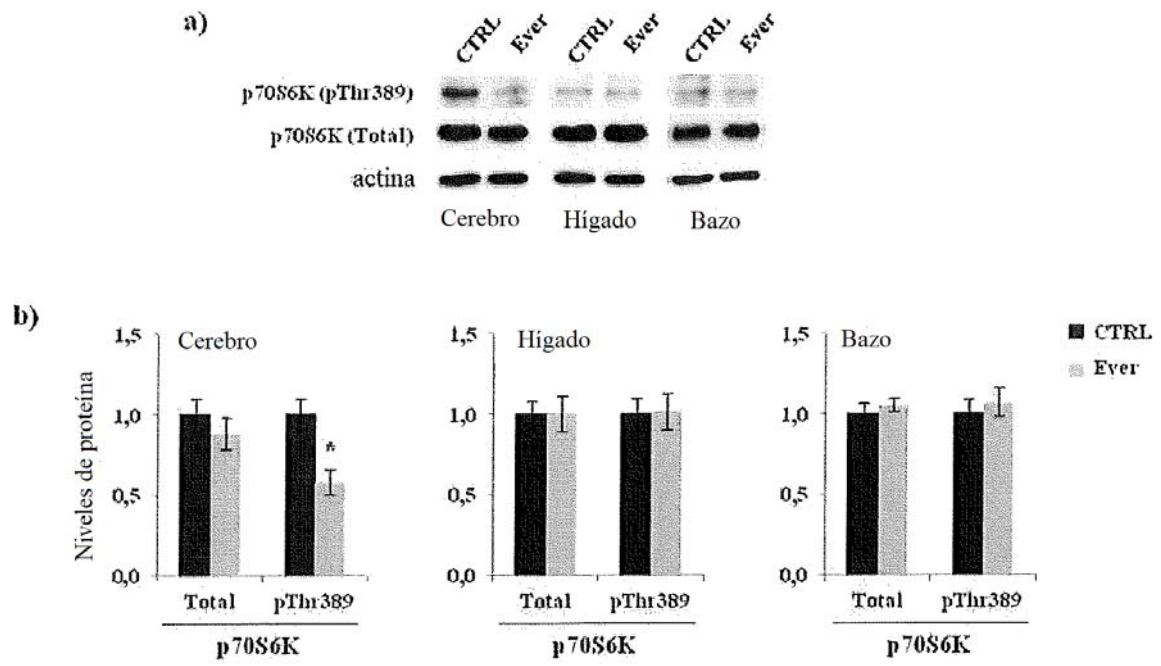 a)
CTRL Ever CTRL Ever CTRL Ever
p70S6K (pThr389)
p70S6K (Total)
actina
Cerebro Hígado Bazo
b)
Niveles de proteína
1,5
1,0
0,5
0,0
Cerebro
Total pThr389
p70S6K
1,5
1,0
0,5
0,0
Hígado
Total pThr389
p70S6K
1,5
1,0
0,5
0,0
Bazo
Total pThr389
p70S6K
*
CTRL
Ever